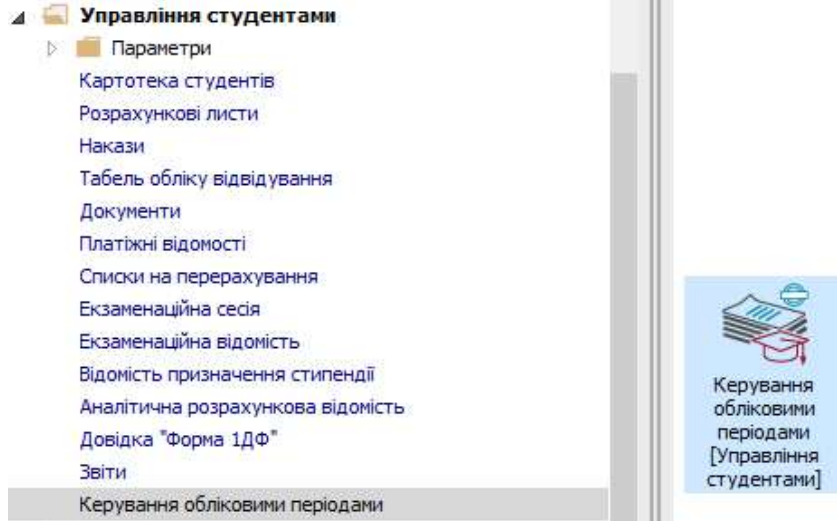 Управління студентами
Параметри
Картотека студентів
Розрахункові листи
Накази
Табель обліку відвідування
Документи
Платіжні відомості
Списки на перерахування
Екзаменаційна сесія
Екзаменаційна відомість
Відомість призначення стипендії
Аналітична розрахункова відомість
Довідка "Форма 1ДФ"
Звіти
Керування обліковими періодами
Керування
обліковими
періодами
[Управління
студентами]